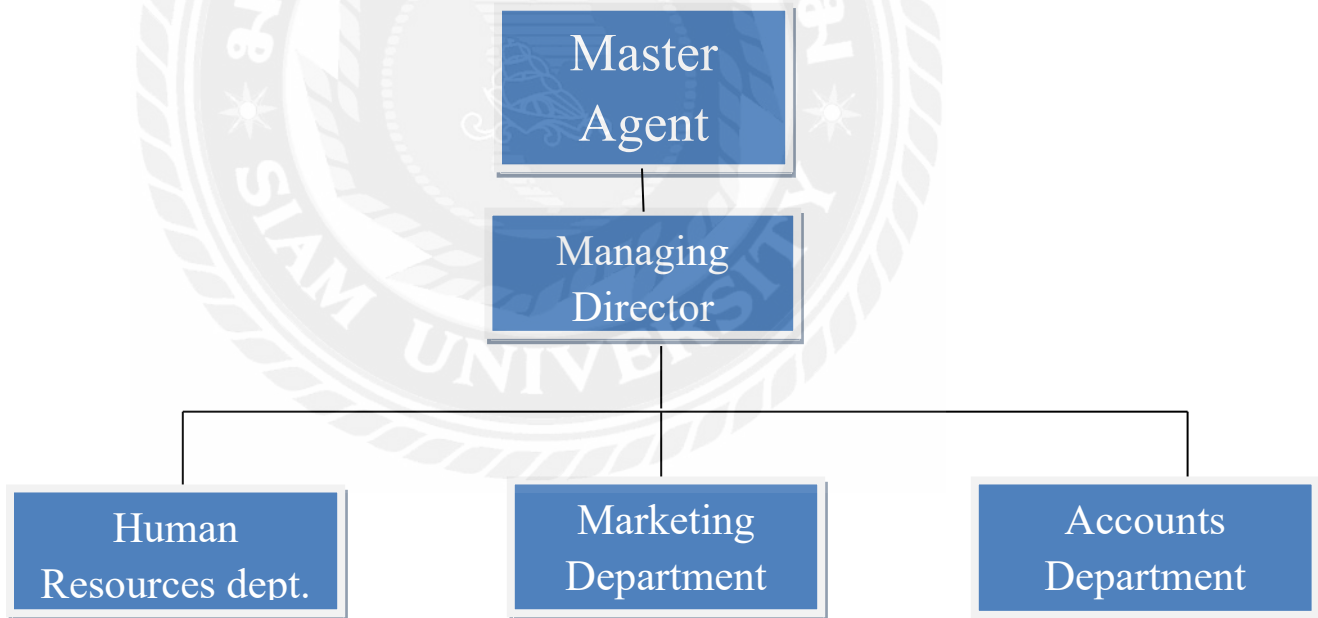 Master
Agent
Managing
Director
Human
Resources dept.
Marketing
Department
Accounts
Department
SIAM UNIVERSITY